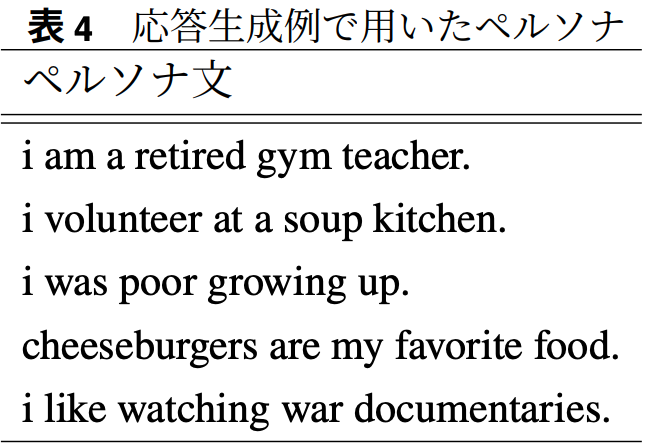 表 4 応答生成例で用いたペルソナ
ペルソナ文
i am a retired gym teacher.
i volunteer at a soup kitchen.
i was poor growing up.
cheeseburgers are my favorite food.
i like watching war documentaries.